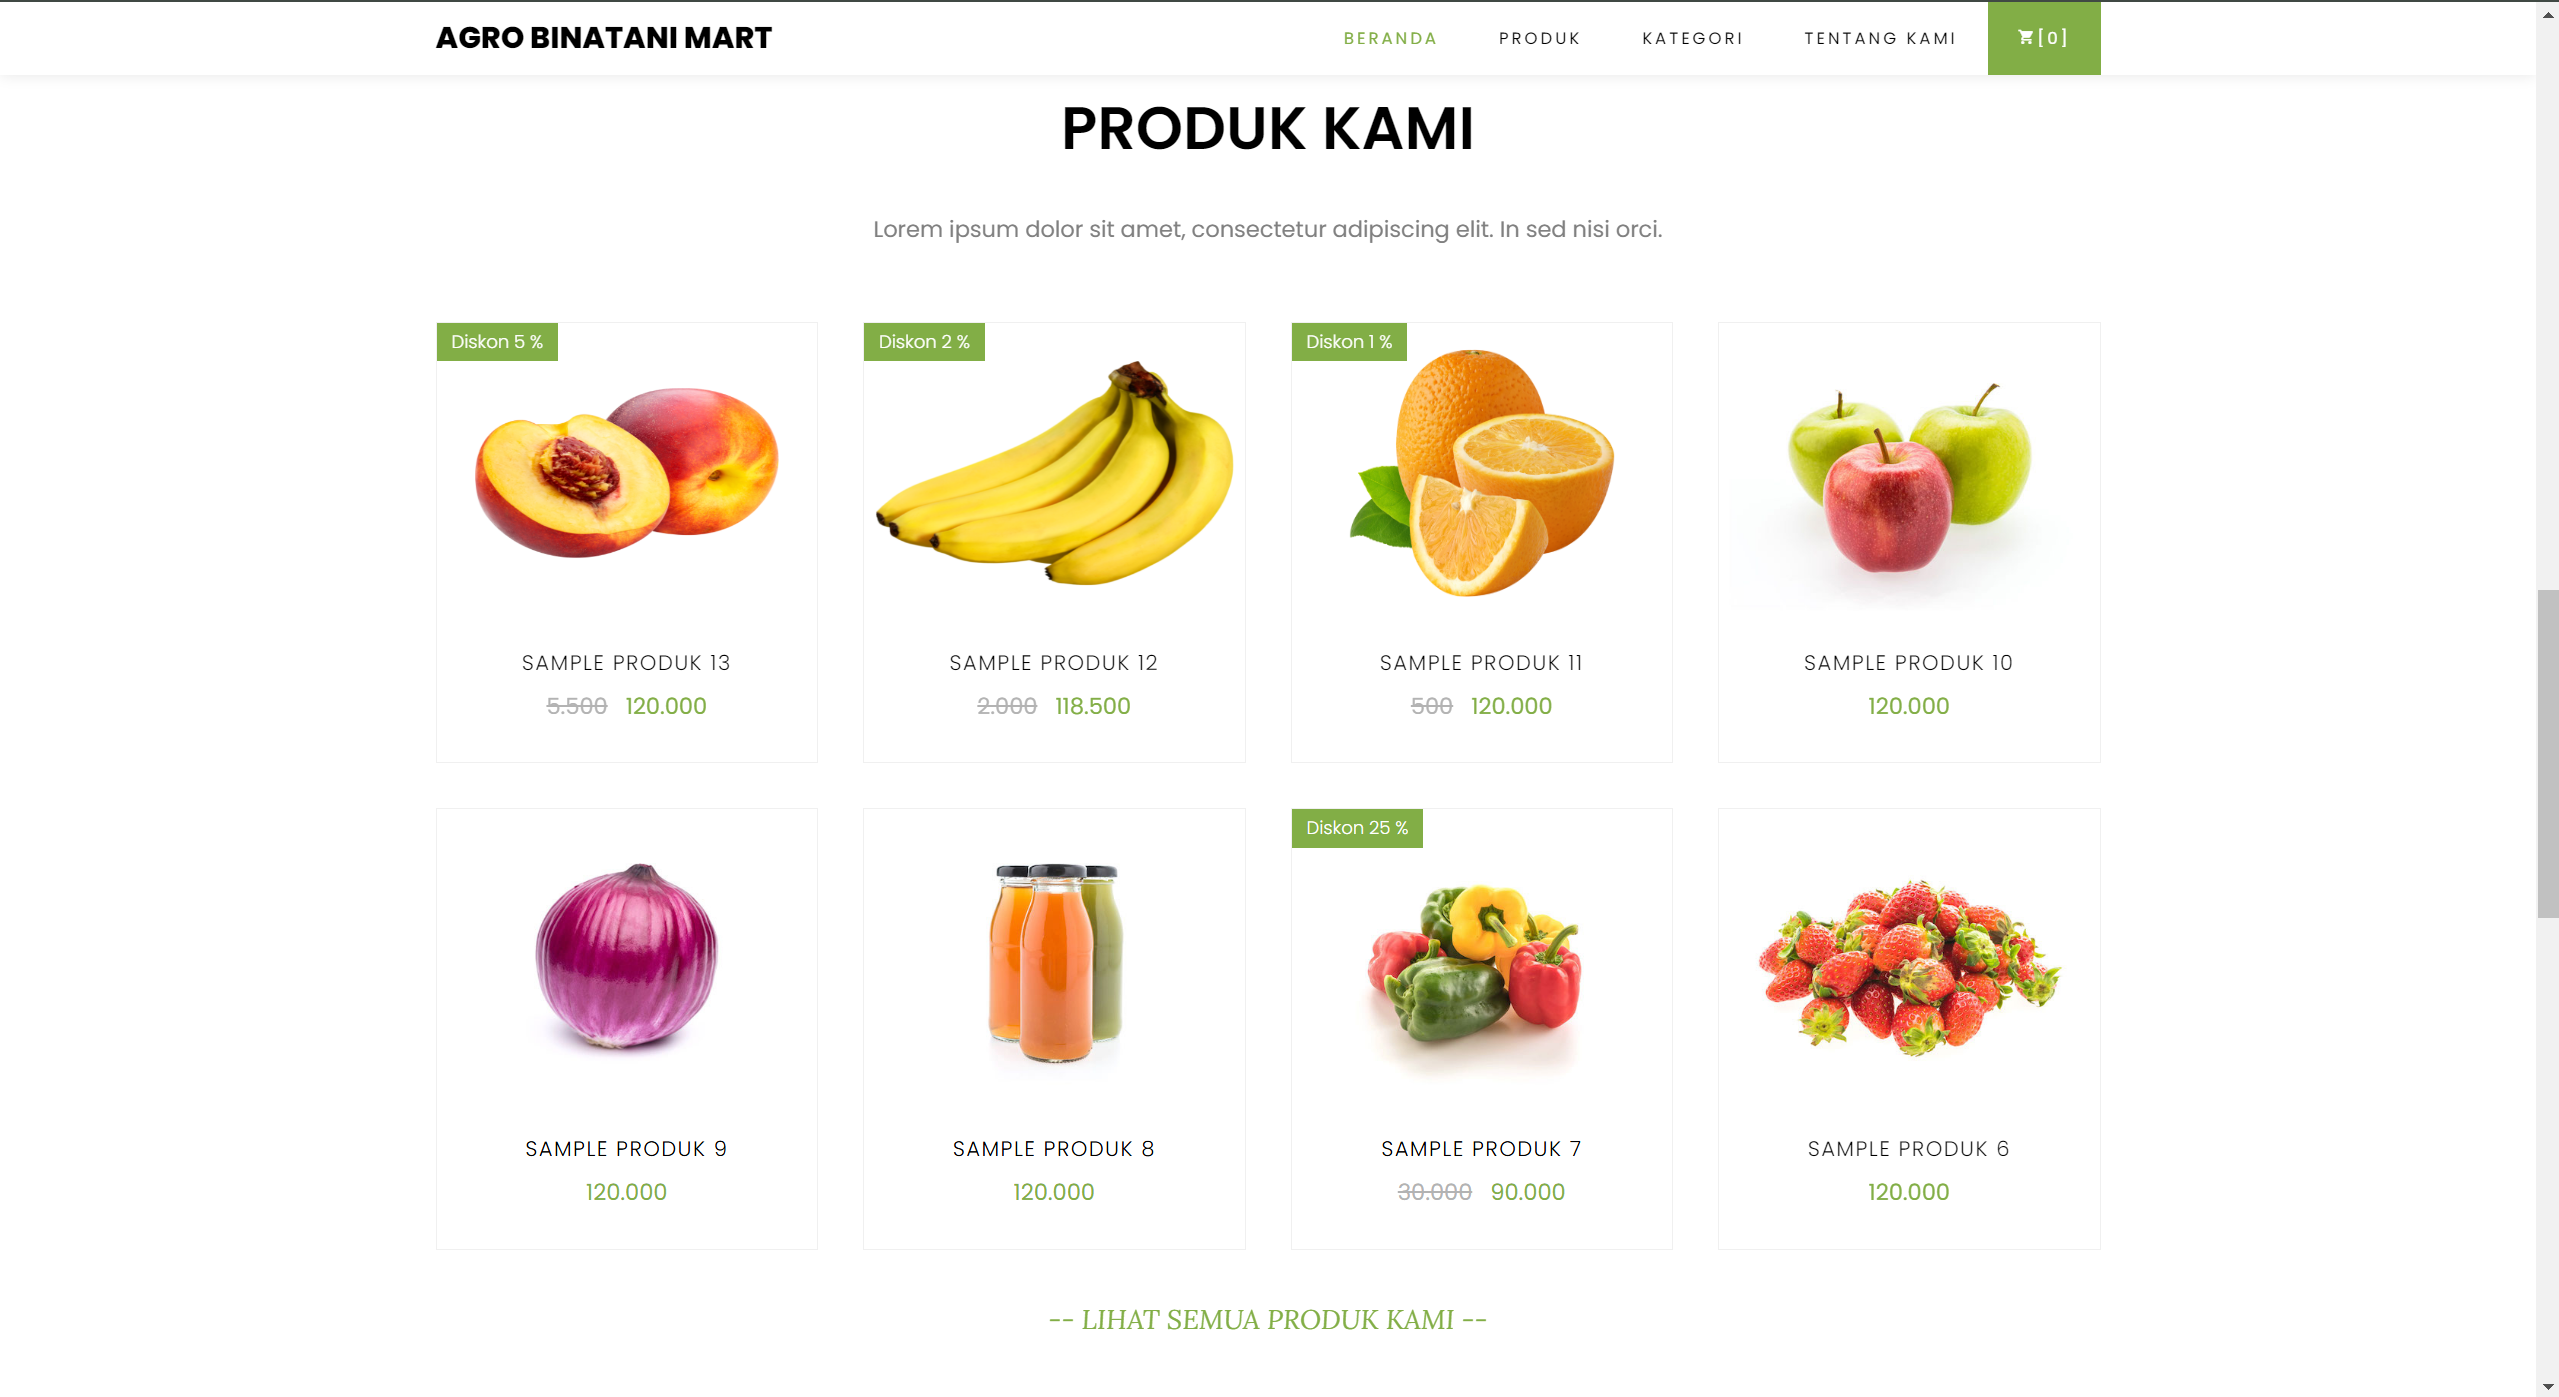 AGRO BINATANI MART
BERANDA PRODUK KATEGORI TENTANG KAMI [0]
PRODUK KAMI
Lorem ipsum dolor sit amet, consectetur adipiscing elit. In sed nisi orci.
Diskon 5 % Diskon 2 % Diskon 1 %
SAMPLE PRODUK 13 SAMPLE PRODUK 12 SAMPLE PRODUK 11 SAMPLE PRODUK 10
5.500 120.000 2.000 118.500 500 120.000 120.000
Diskon 25 %
SAMPLE PRODUK 9 SAMPLE PRODUK 8 SAMPLE PRODUK 7 SAMPLE PRODUK 6
120.000 120.000 30.000 90.000 120.000
-- LIHAT SEMUA PRODUK KAMI --